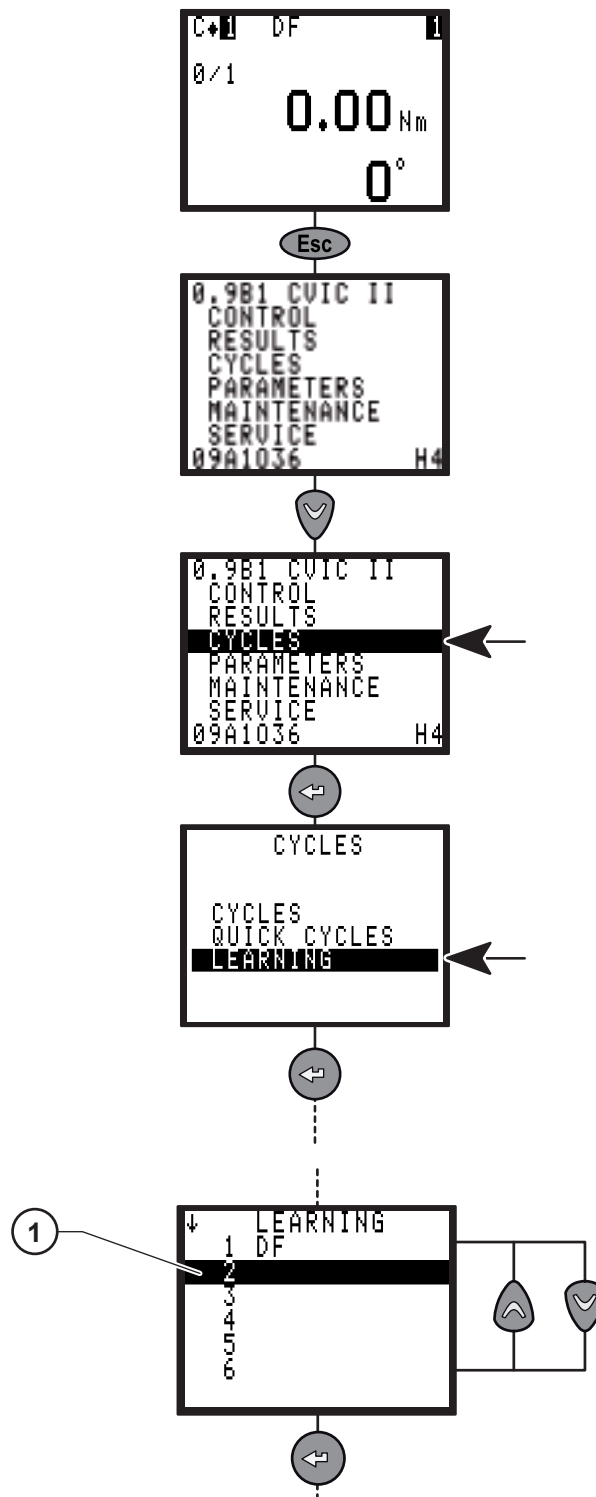 C♦1 DF 1
0/1
0.00 Nm
0°
Esc
0.9B1 CVIC II
CONTROL
RESULTS
CYCLES
PARAMETERS
MAINTENANCE
SERVICE
09A1036 H4
0.9B1 CVIC II
CONTROL
RESULTS
CYCLES
PARAMETERS
MAINTENANCE
SERVICE
09A1036 H4
CYCLES
CYCLES
QUICK CYCLES
LEARNING
1
↓ LEARNING
1 DF
2
3
4
5
6